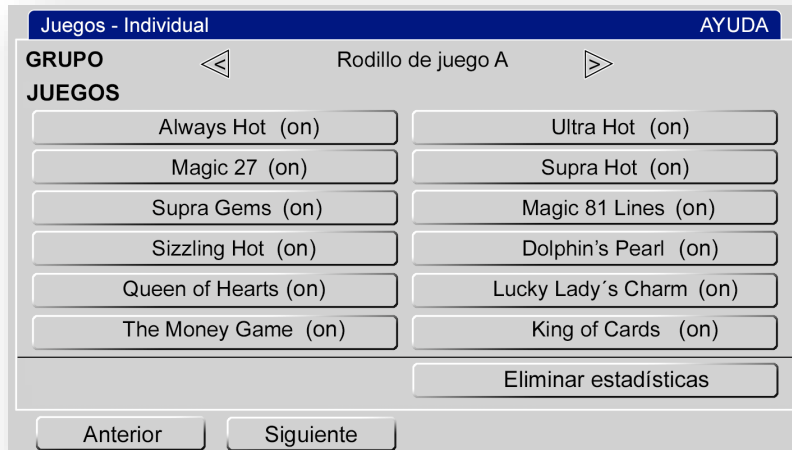 Juegos - Individual AYUDA
GRUPO < Rodillo de juego A >
JUEGOS
Always Hot (on) Ultra Hot (on)
Magic 27 (on) Supra Hot (on)
Supra Gems (on) Magic 81 Lines (on)
Sizzling Hot (on) Dolphin's Pearl (on)
Queen of Hearts (on) Lucky Lady´s Charm (on)
The Money Game (on) King of Cards (on)
Eliminar estadísticas
Anterior Siguiente